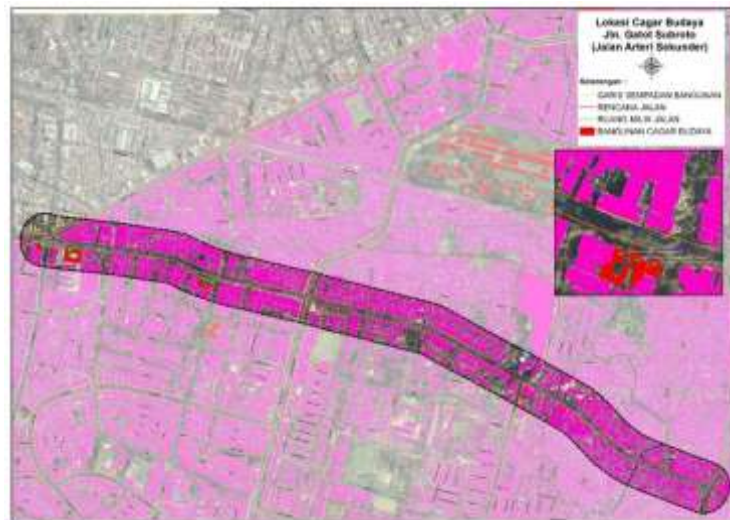 Lokasi Cagar Budaya
Jln. Gatot Subroto
(Jalan Arteri Sekunder)
Keterangan :
GARIS SEMPADAN BANGUNAN
RENCANA JALAN
RUANG MILIK JALAN
BANGUNAN CAGAR BUDAYA